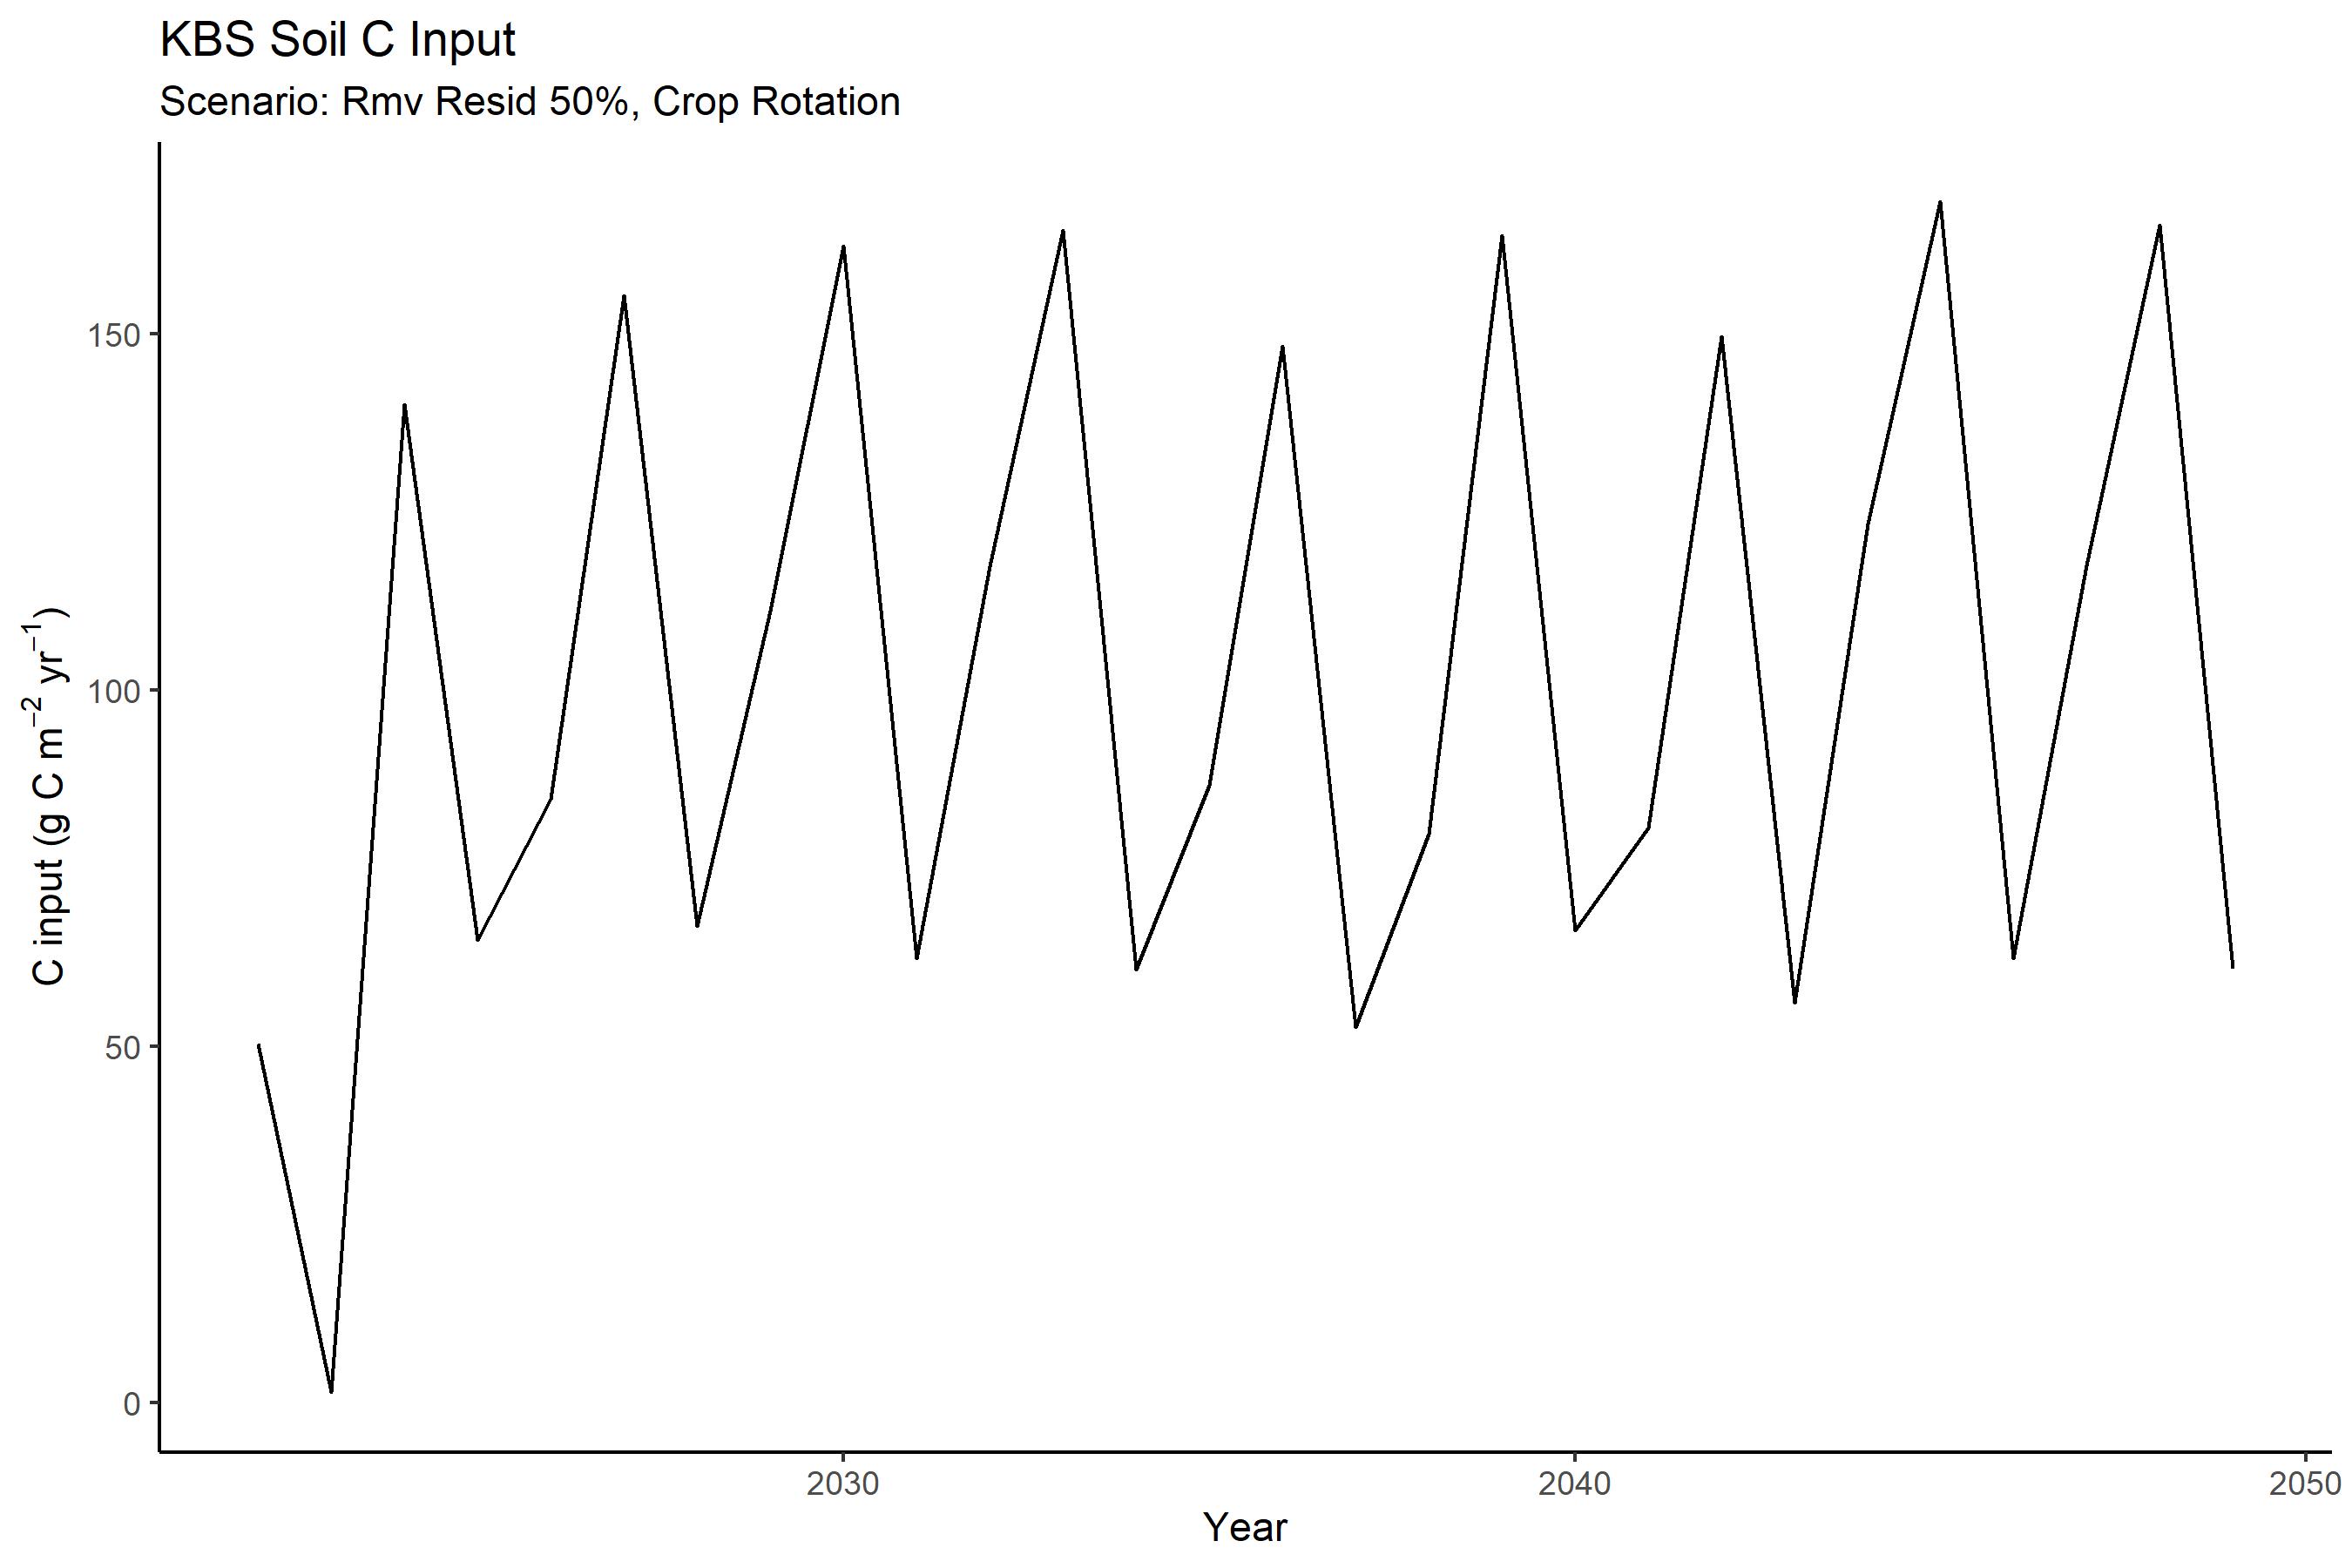 KBS Soil C Input
Scenario: Rmv Resid 50%, Crop Rotation
C input (g C m⁻² yr⁻¹)
150
100
50
0
2030 2040 2050
Year